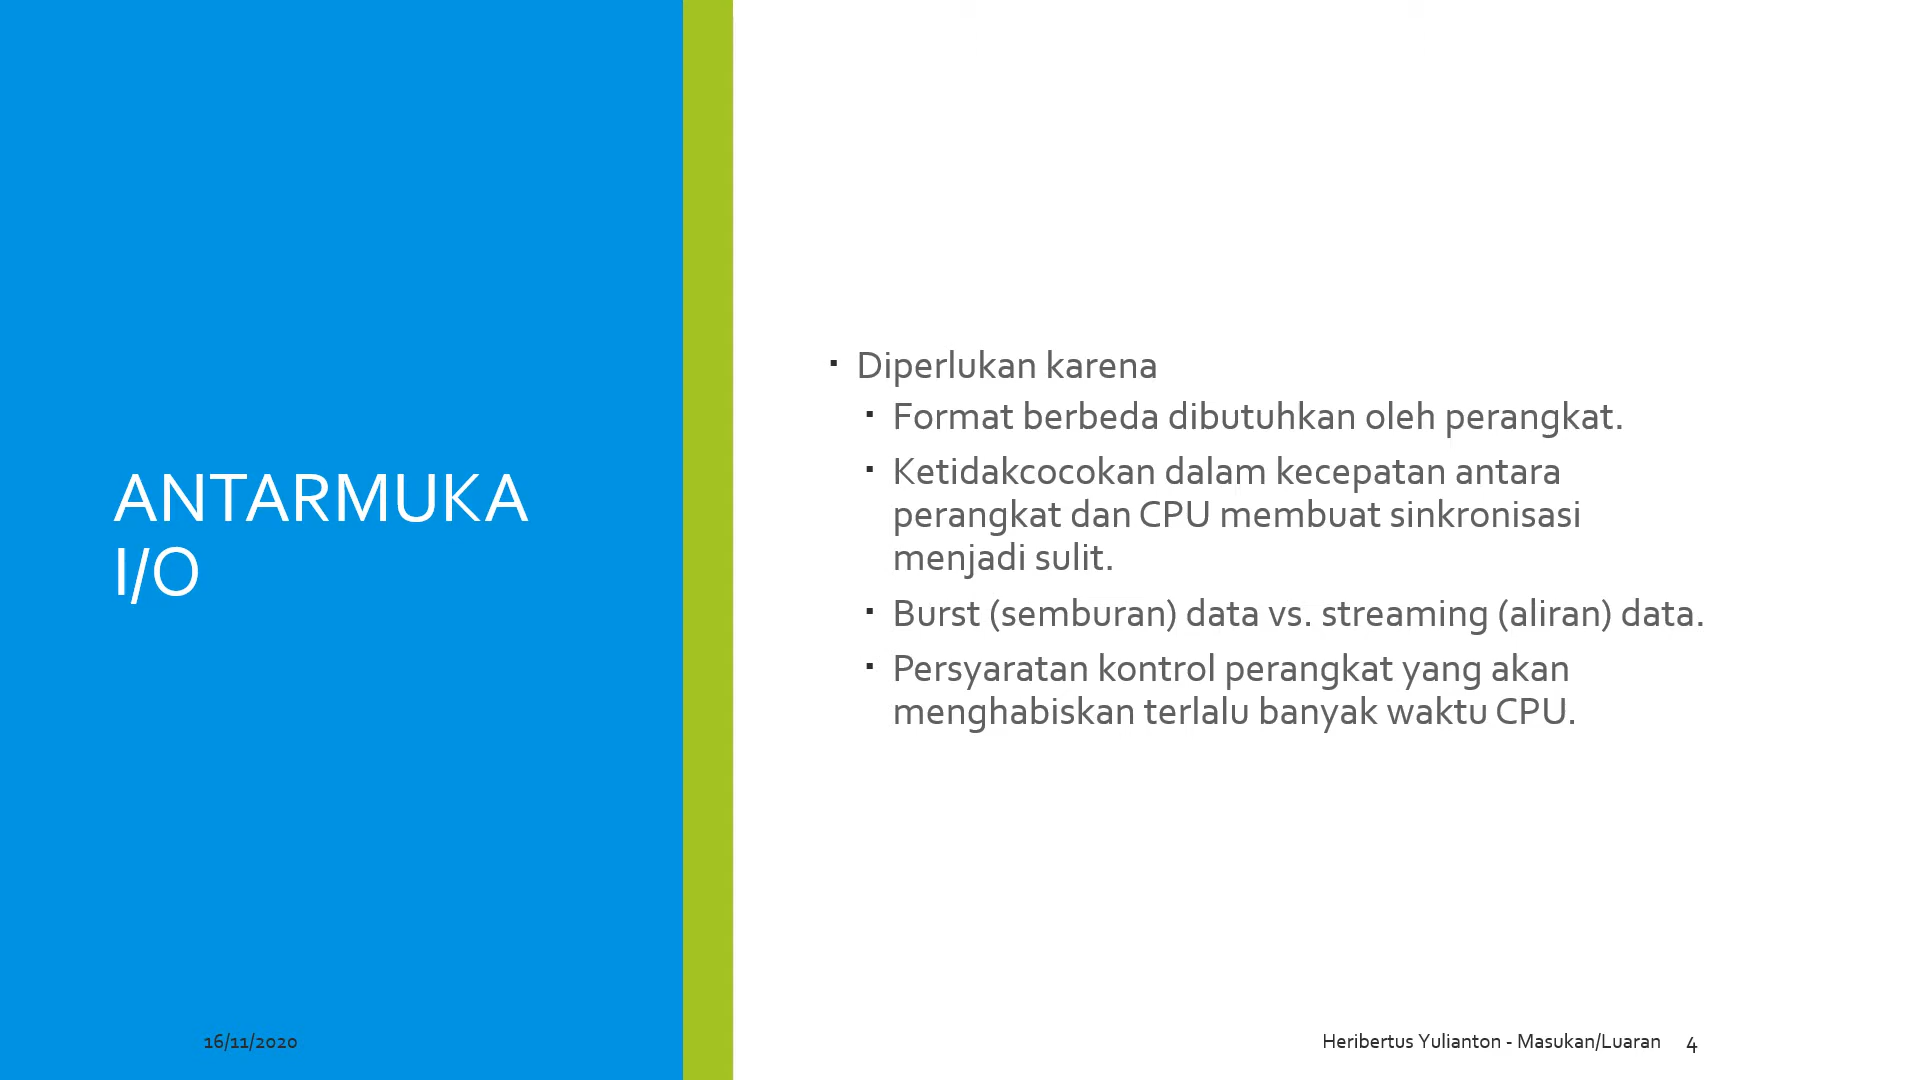 ANTARMUKA
I/O
▪ Diperlukan karena
▪ Format berbeda dibutuhkan oleh perangkat.
▪ Ketidakcocokan dalam kecepatan antara
perangkat dan CPU membuat sinkronisasi
menjadi sulit.
▪ Burst (semburan) data vs. streaming (aliran) data.
▪ Persyaratan kontrol perangkat yang akan
menghabiskan terlalu banyak waktu CPU.
16/11/2020
Heribertus Yulianton - Masukan/Luaran 4